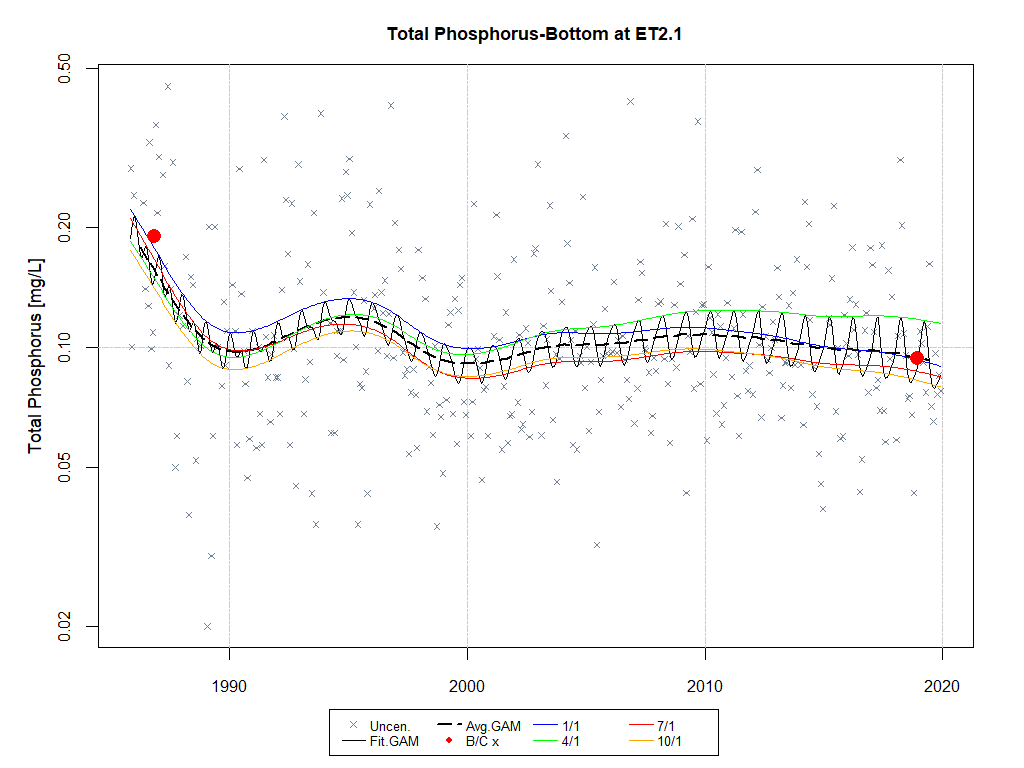 Total Phosphorus-Bottom at ET2.1
Total Phosphorus [mg/L]
0.50
0.20
0.10
0.05
0.02
1990 2000 2010 2020
Uncen. Avg.GAM 1/1 7/1
Fit.GAM B/C x 4/1 10/1